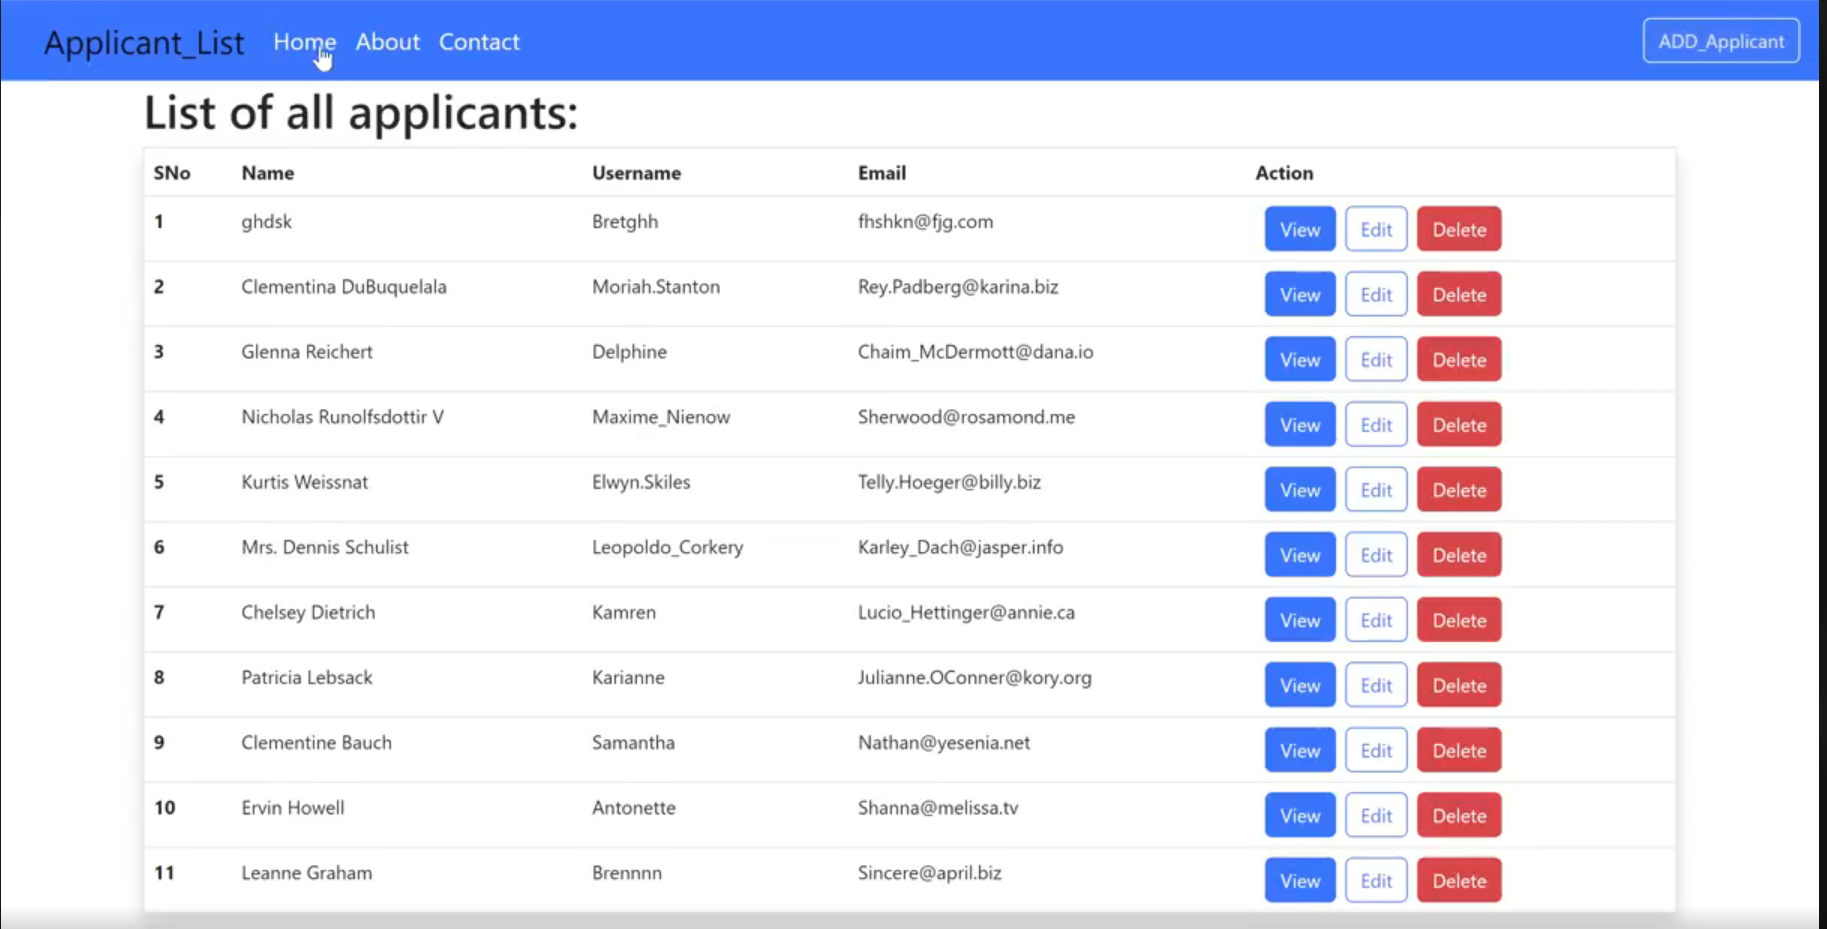 Applicant_List Home About Contact ADD_Applicant
List of all applicants:
SNo Name Username Email Action
1 ghdsk Bretghh fhshkn@fjg.com View Edit Delete
2 Clementina DuBuquelala Moriah.Stanton Rey.Padberg@karina.biz View Edit Delete
3 Glenna Reichert Delphine Chaim_McDermott@dana.io View Edit Delete
4 Nicholas Runolfsdottir V Maxime_Nienow Sherwood@rosamond.me View Edit Delete
5 Kurtis Weissnat Elwyn.Skiles Telly.Hoeger@billy.biz View Edit Delete
6 Mrs. Dennis Schulist Leopoldo_Corkery Karley_Dach@jasper.info View Edit Delete
7 Chelsey Dietrich Kamren Lucio_Hettinger@annie.ca View Edit Delete
8 Patricia Lebsack Karianne Julianne.OConner@kory.org View Edit Delete
9 Clementine Bauch Samantha Nathan@yesenia.net View Edit Delete
10 Ervin Howell Antonette Shanna@melissa.tv View Edit Delete
11 Leanne Graham Brennnn Sincere@april.biz View Edit Delete